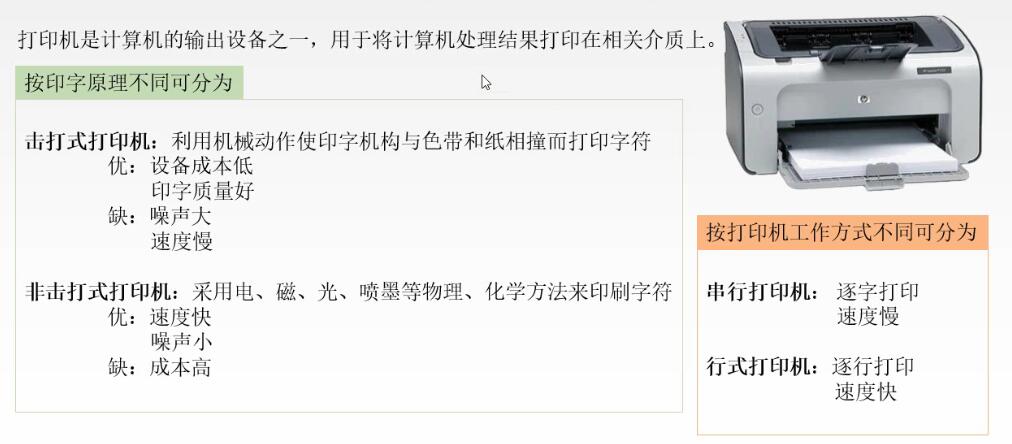 打印机是计算机的输出设备之一，用于将计算机处理结果打印在相关介质上。
按印字原理不同可分为
击打式打印机：利用机械动作使印字机构与色带和纸相撞而打印字符
优：设备成本低
印字质量好
缺：噪声大
速度慢
非击打式打印机：采用电、磁、光、喷墨等物理、化学方法来印刷字符
优：速度快
噪声小
缺：成本高
hp
按打印机工作方式不同可分为
串行打印机：逐字打印
速度慢
行式打印机：逐行打印
速度快